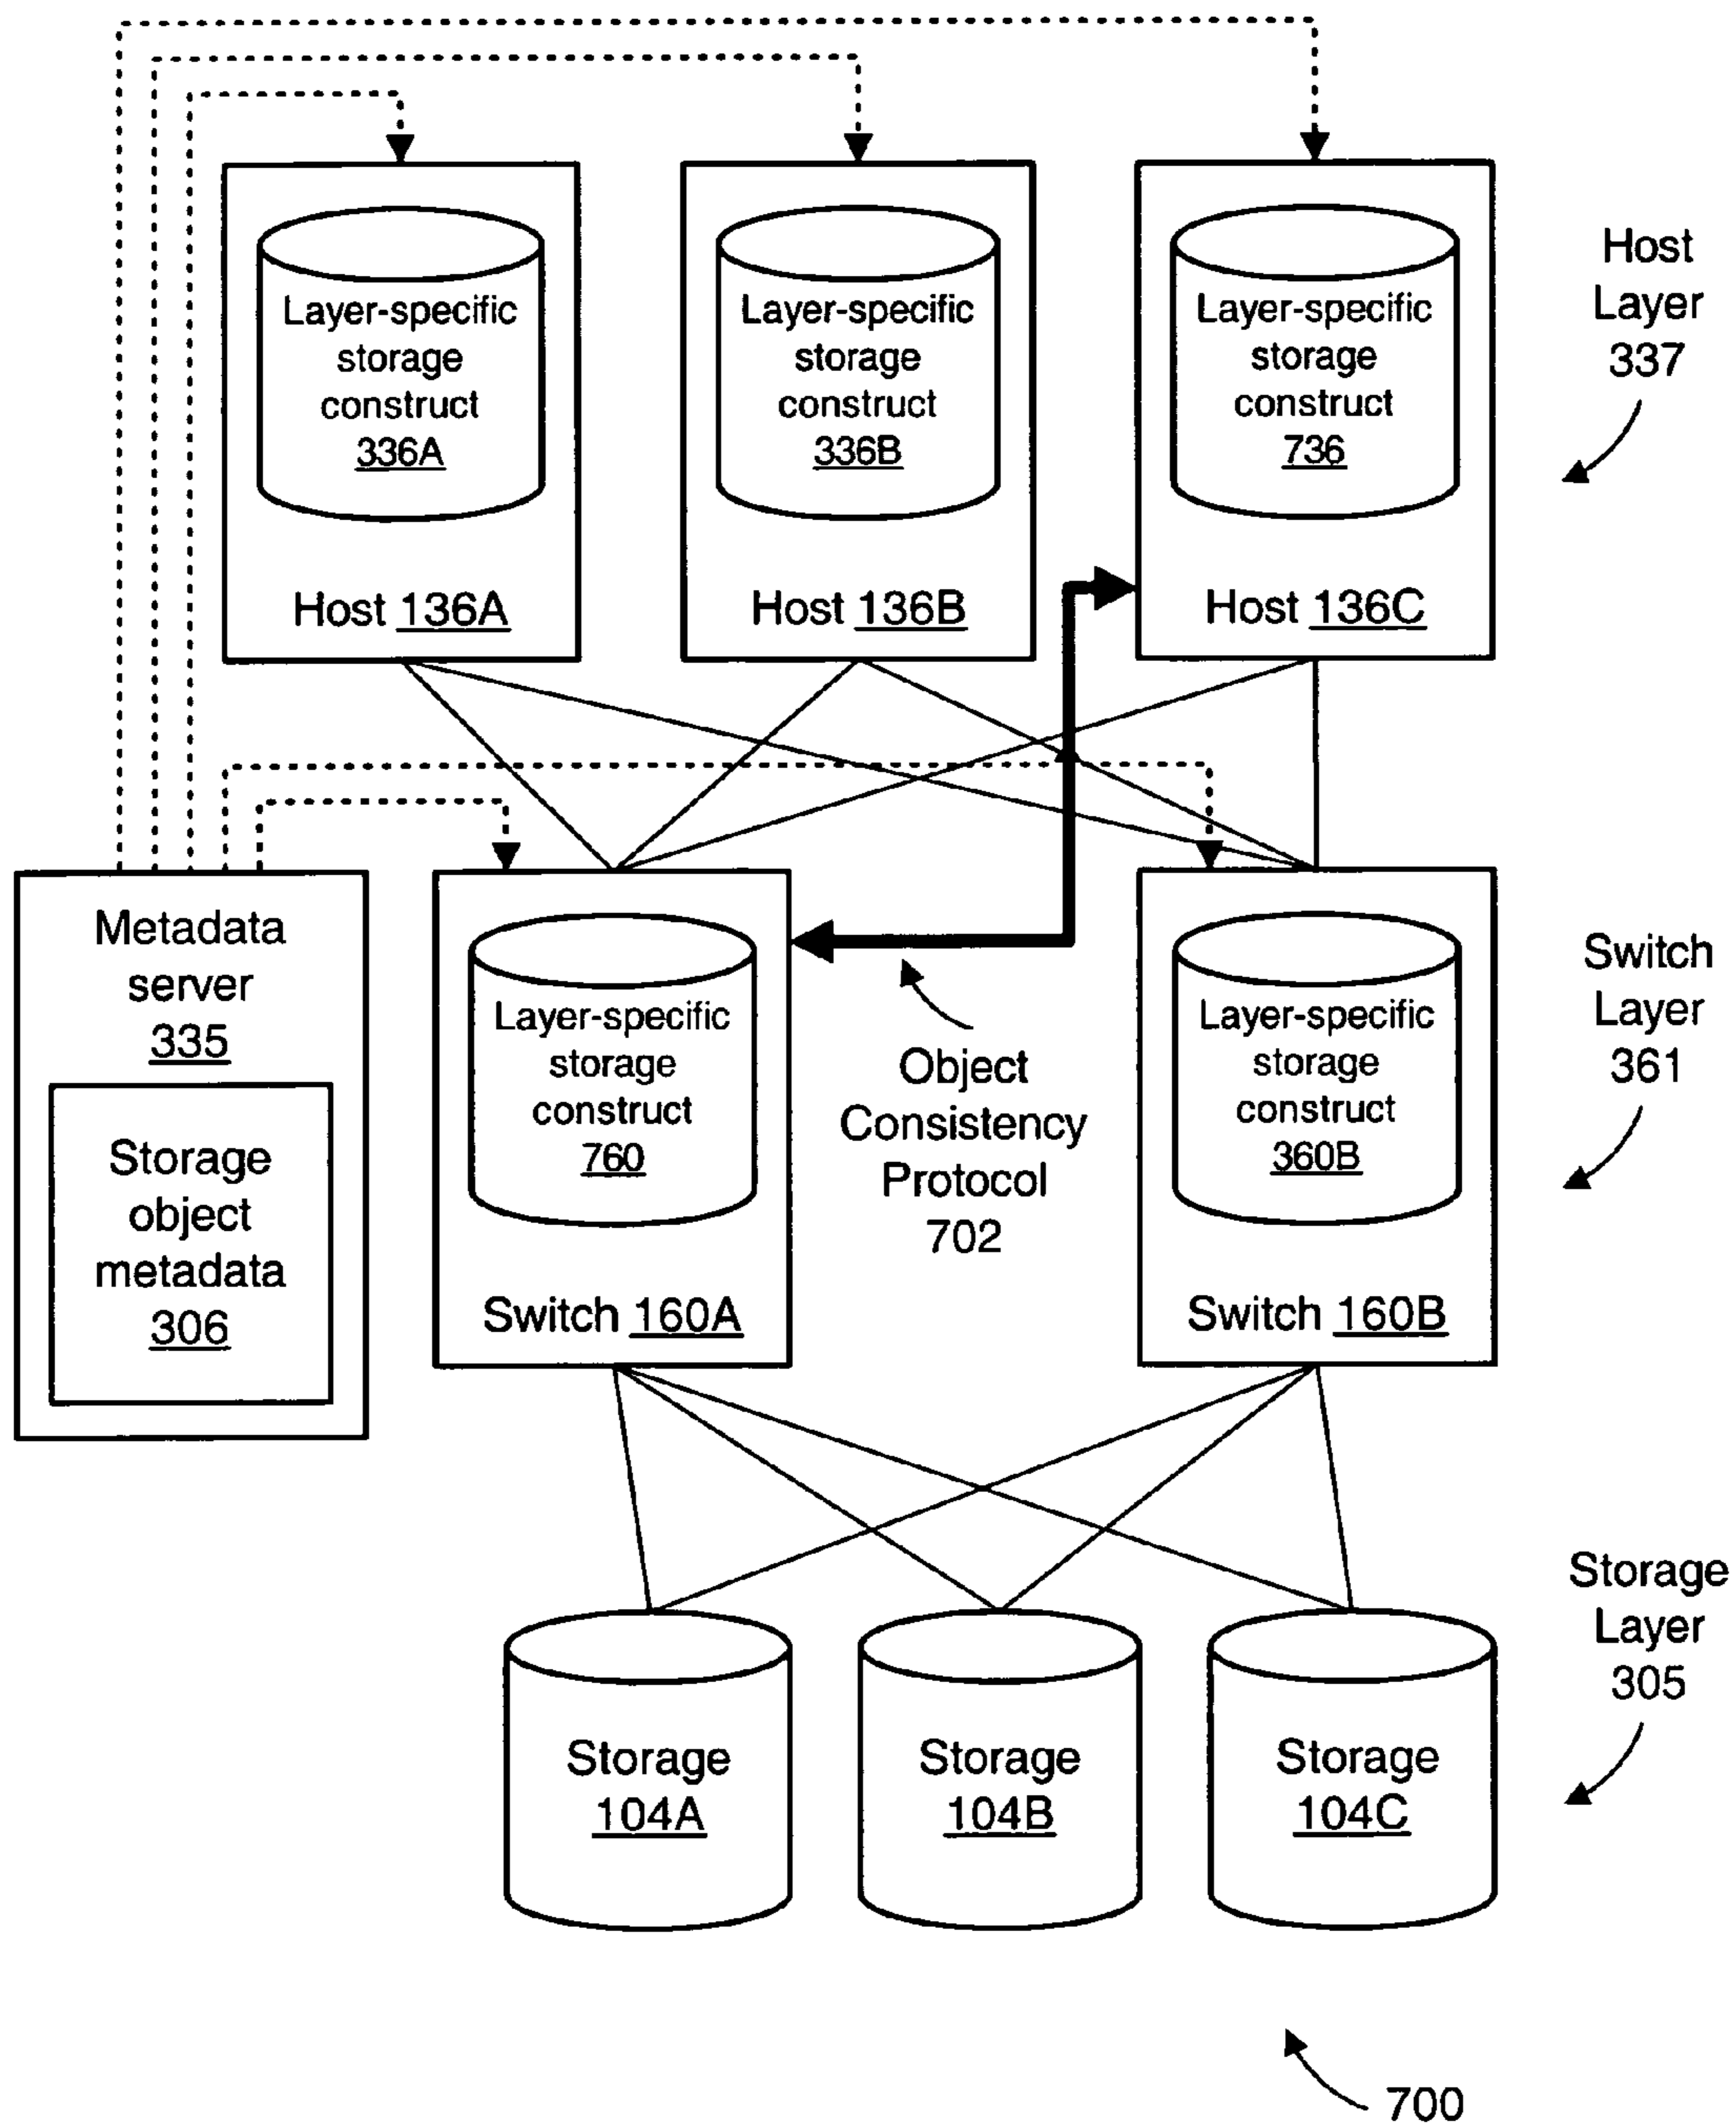 Layer-specific
storage
construct
336A
Host 136A
Layer-specific
storage
construct
336B
Host 136B
Layer-specific
storage
construct
736
Host 136C
Host
Layer
337
Metadata
server
335
Storage
object
metadata
306
Layer-specific
storage
construct
760
Switch 160A
Object
Consistency
Protocol
702
Layer-specific
storage
construct
360B
Switch 160B
Switch
Layer
361
Storage
104A
Storage
104B
Storage
104C
Storage
Layer
305
700